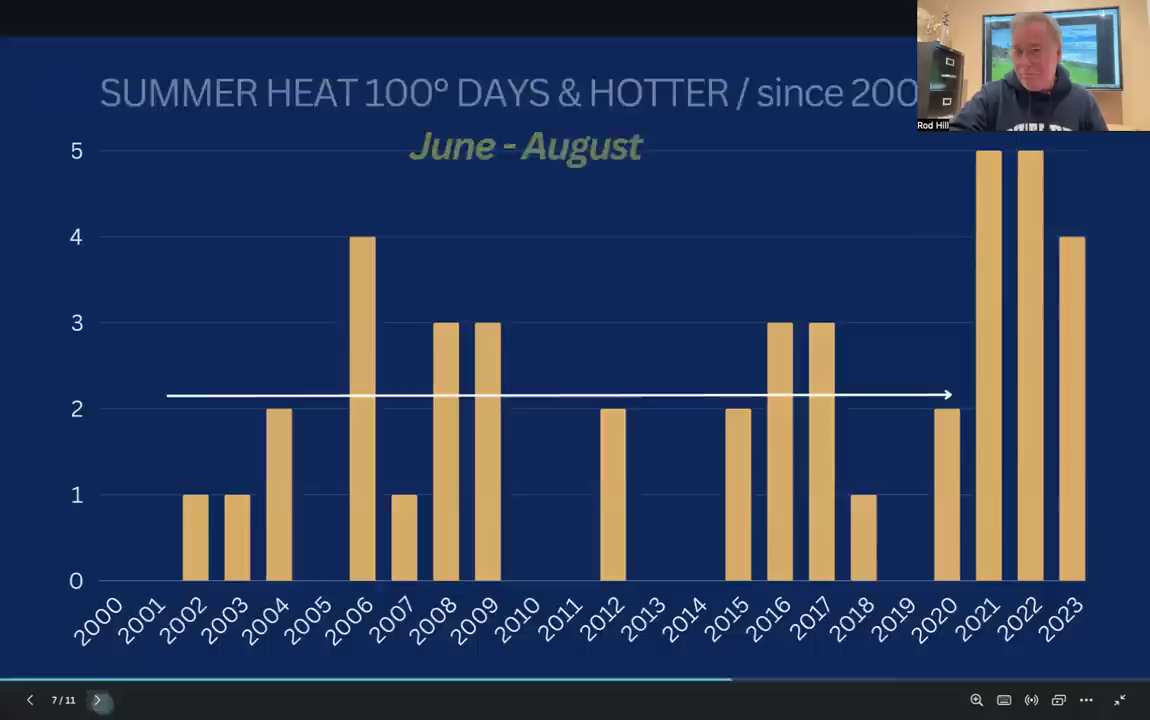 SUMMER HEAT 100° DAYS & HOTTER / since 200
Rod Hill
June - August
5
4
3
2
1
0
2000 2001 2002 2003 2004 2005 2006 2007 2008 2009 2010 2011 2012 2013 2014 2015 2016 2017 2018 2019 2020 2021 2022 2023
7 / 11